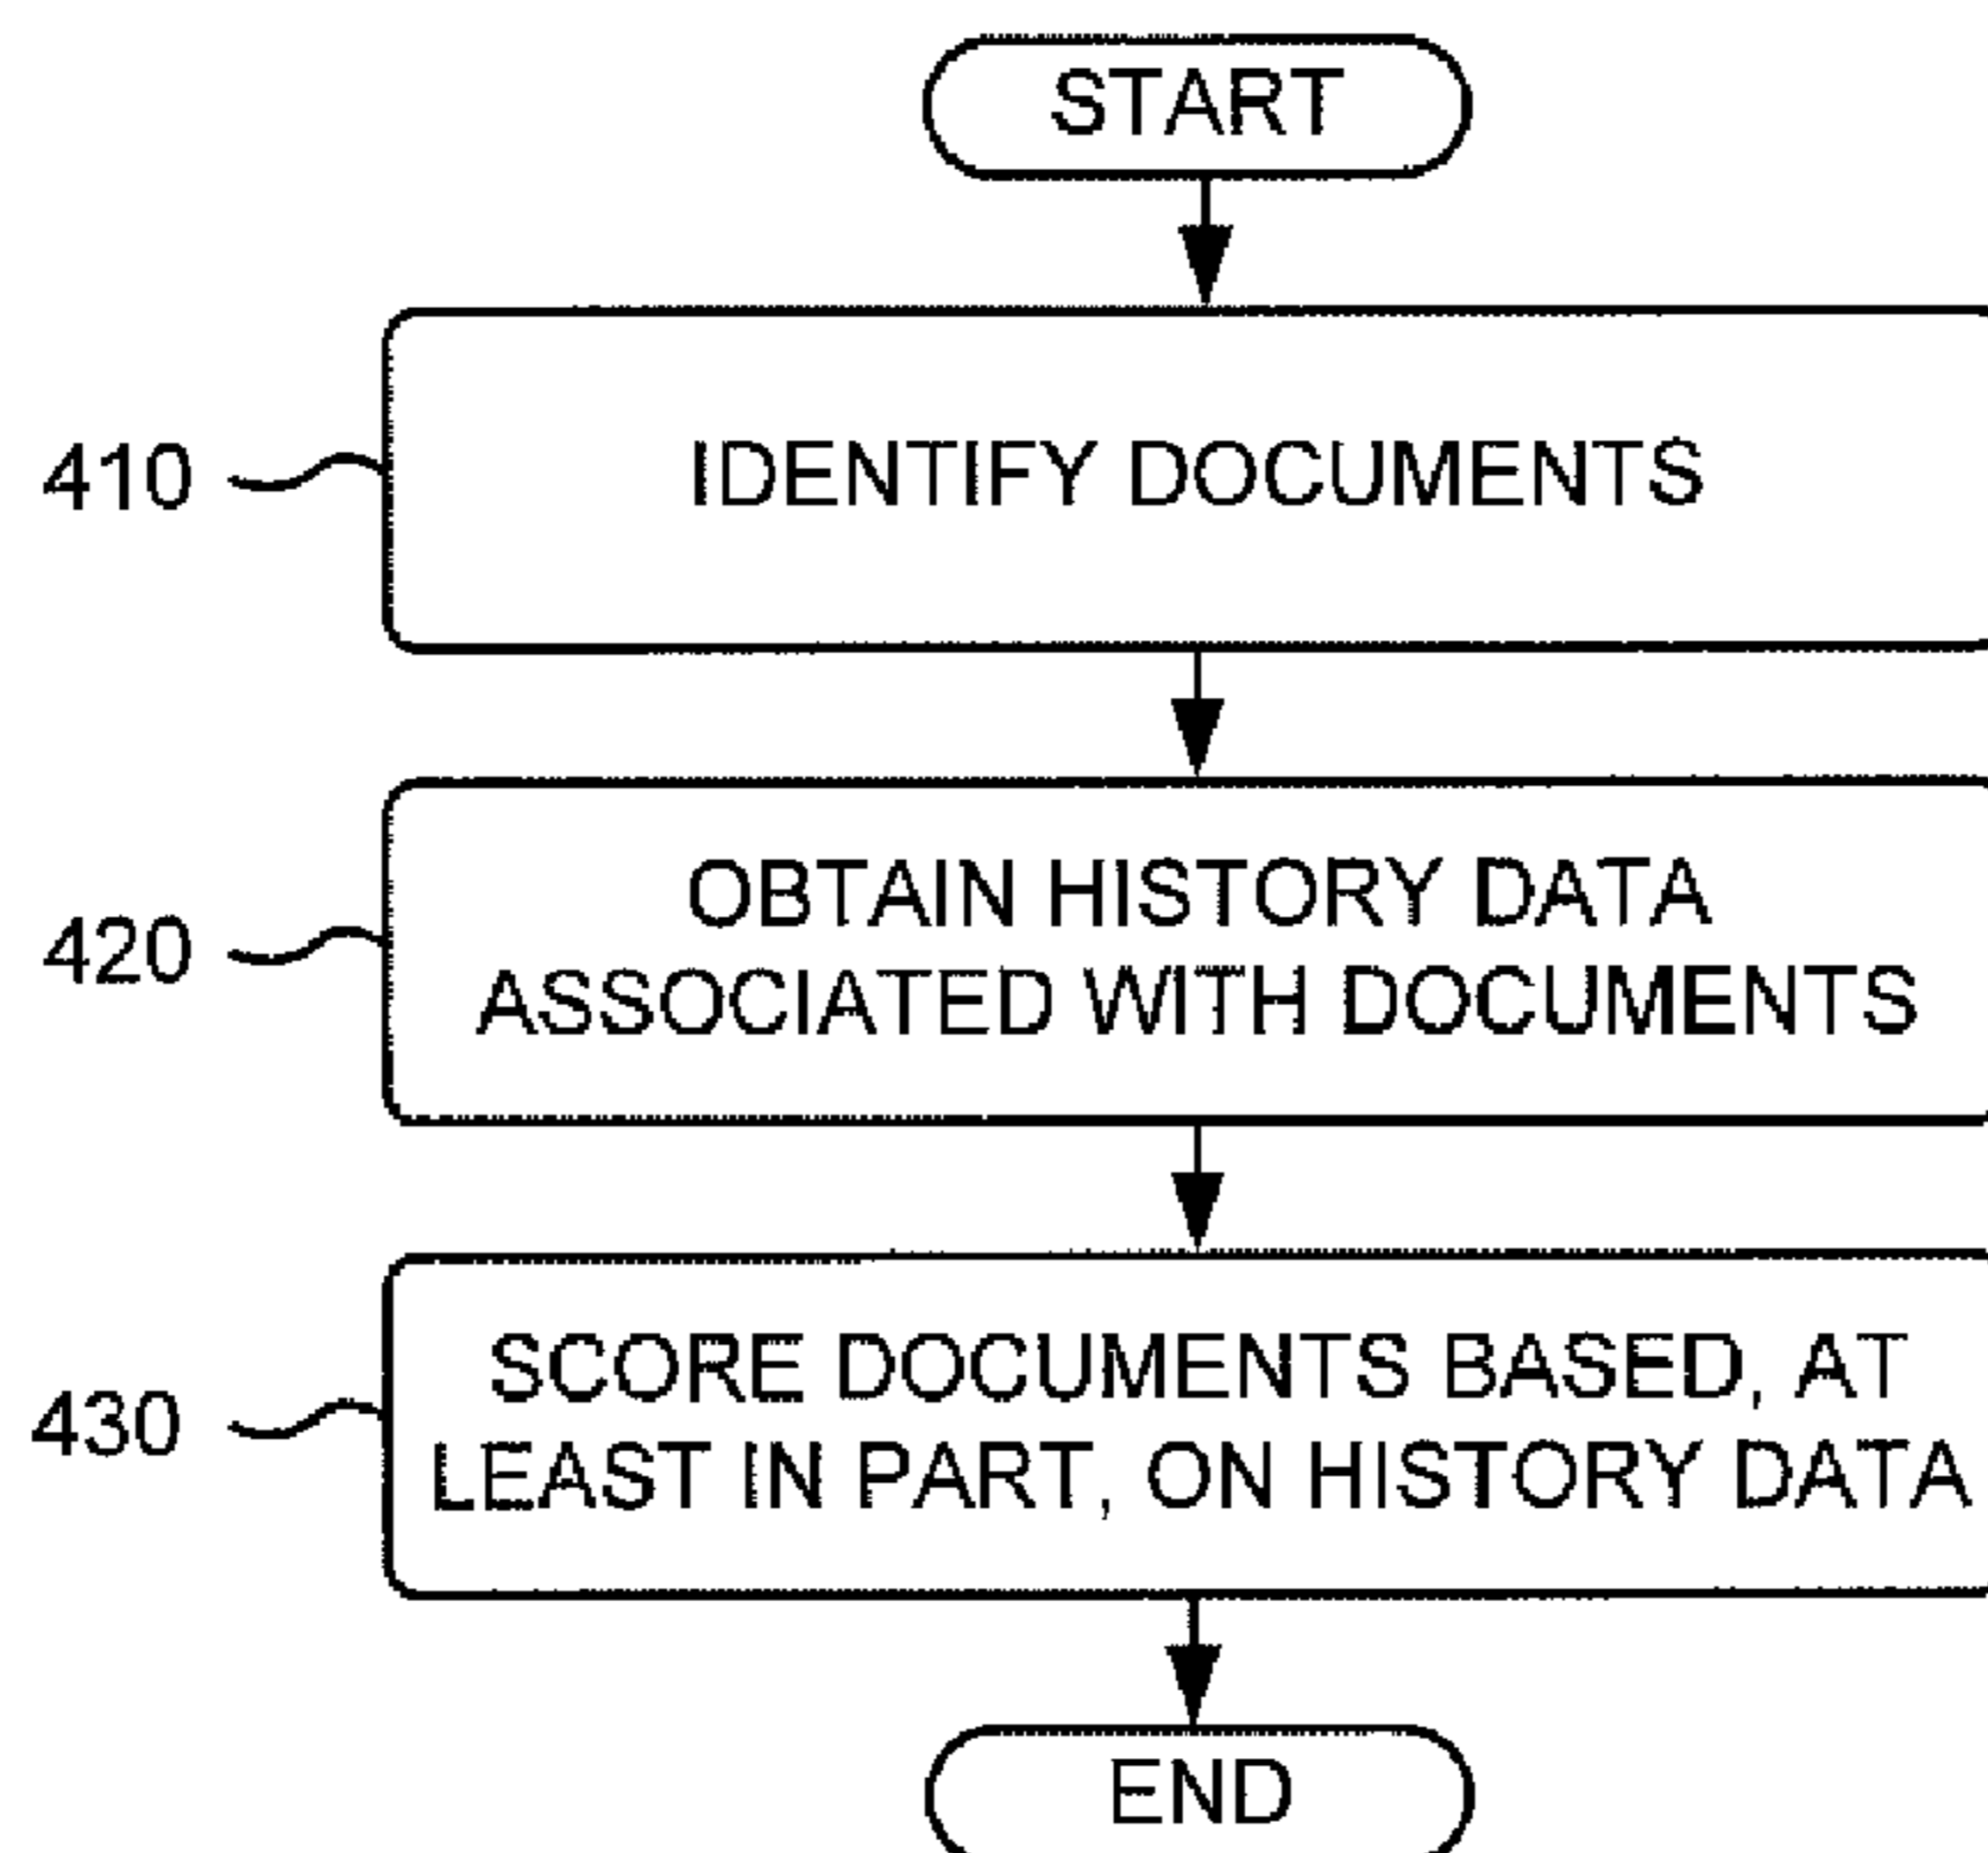 START
410
IDENTIFY DOCUMENTS
420
OBTAIN HISTORY DATA
ASSOCIATED WITH DOCUMENTS
430
SCORE DOCUMENTS BASED, AT
LEAST IN PART, ON HISTORY DATA
END